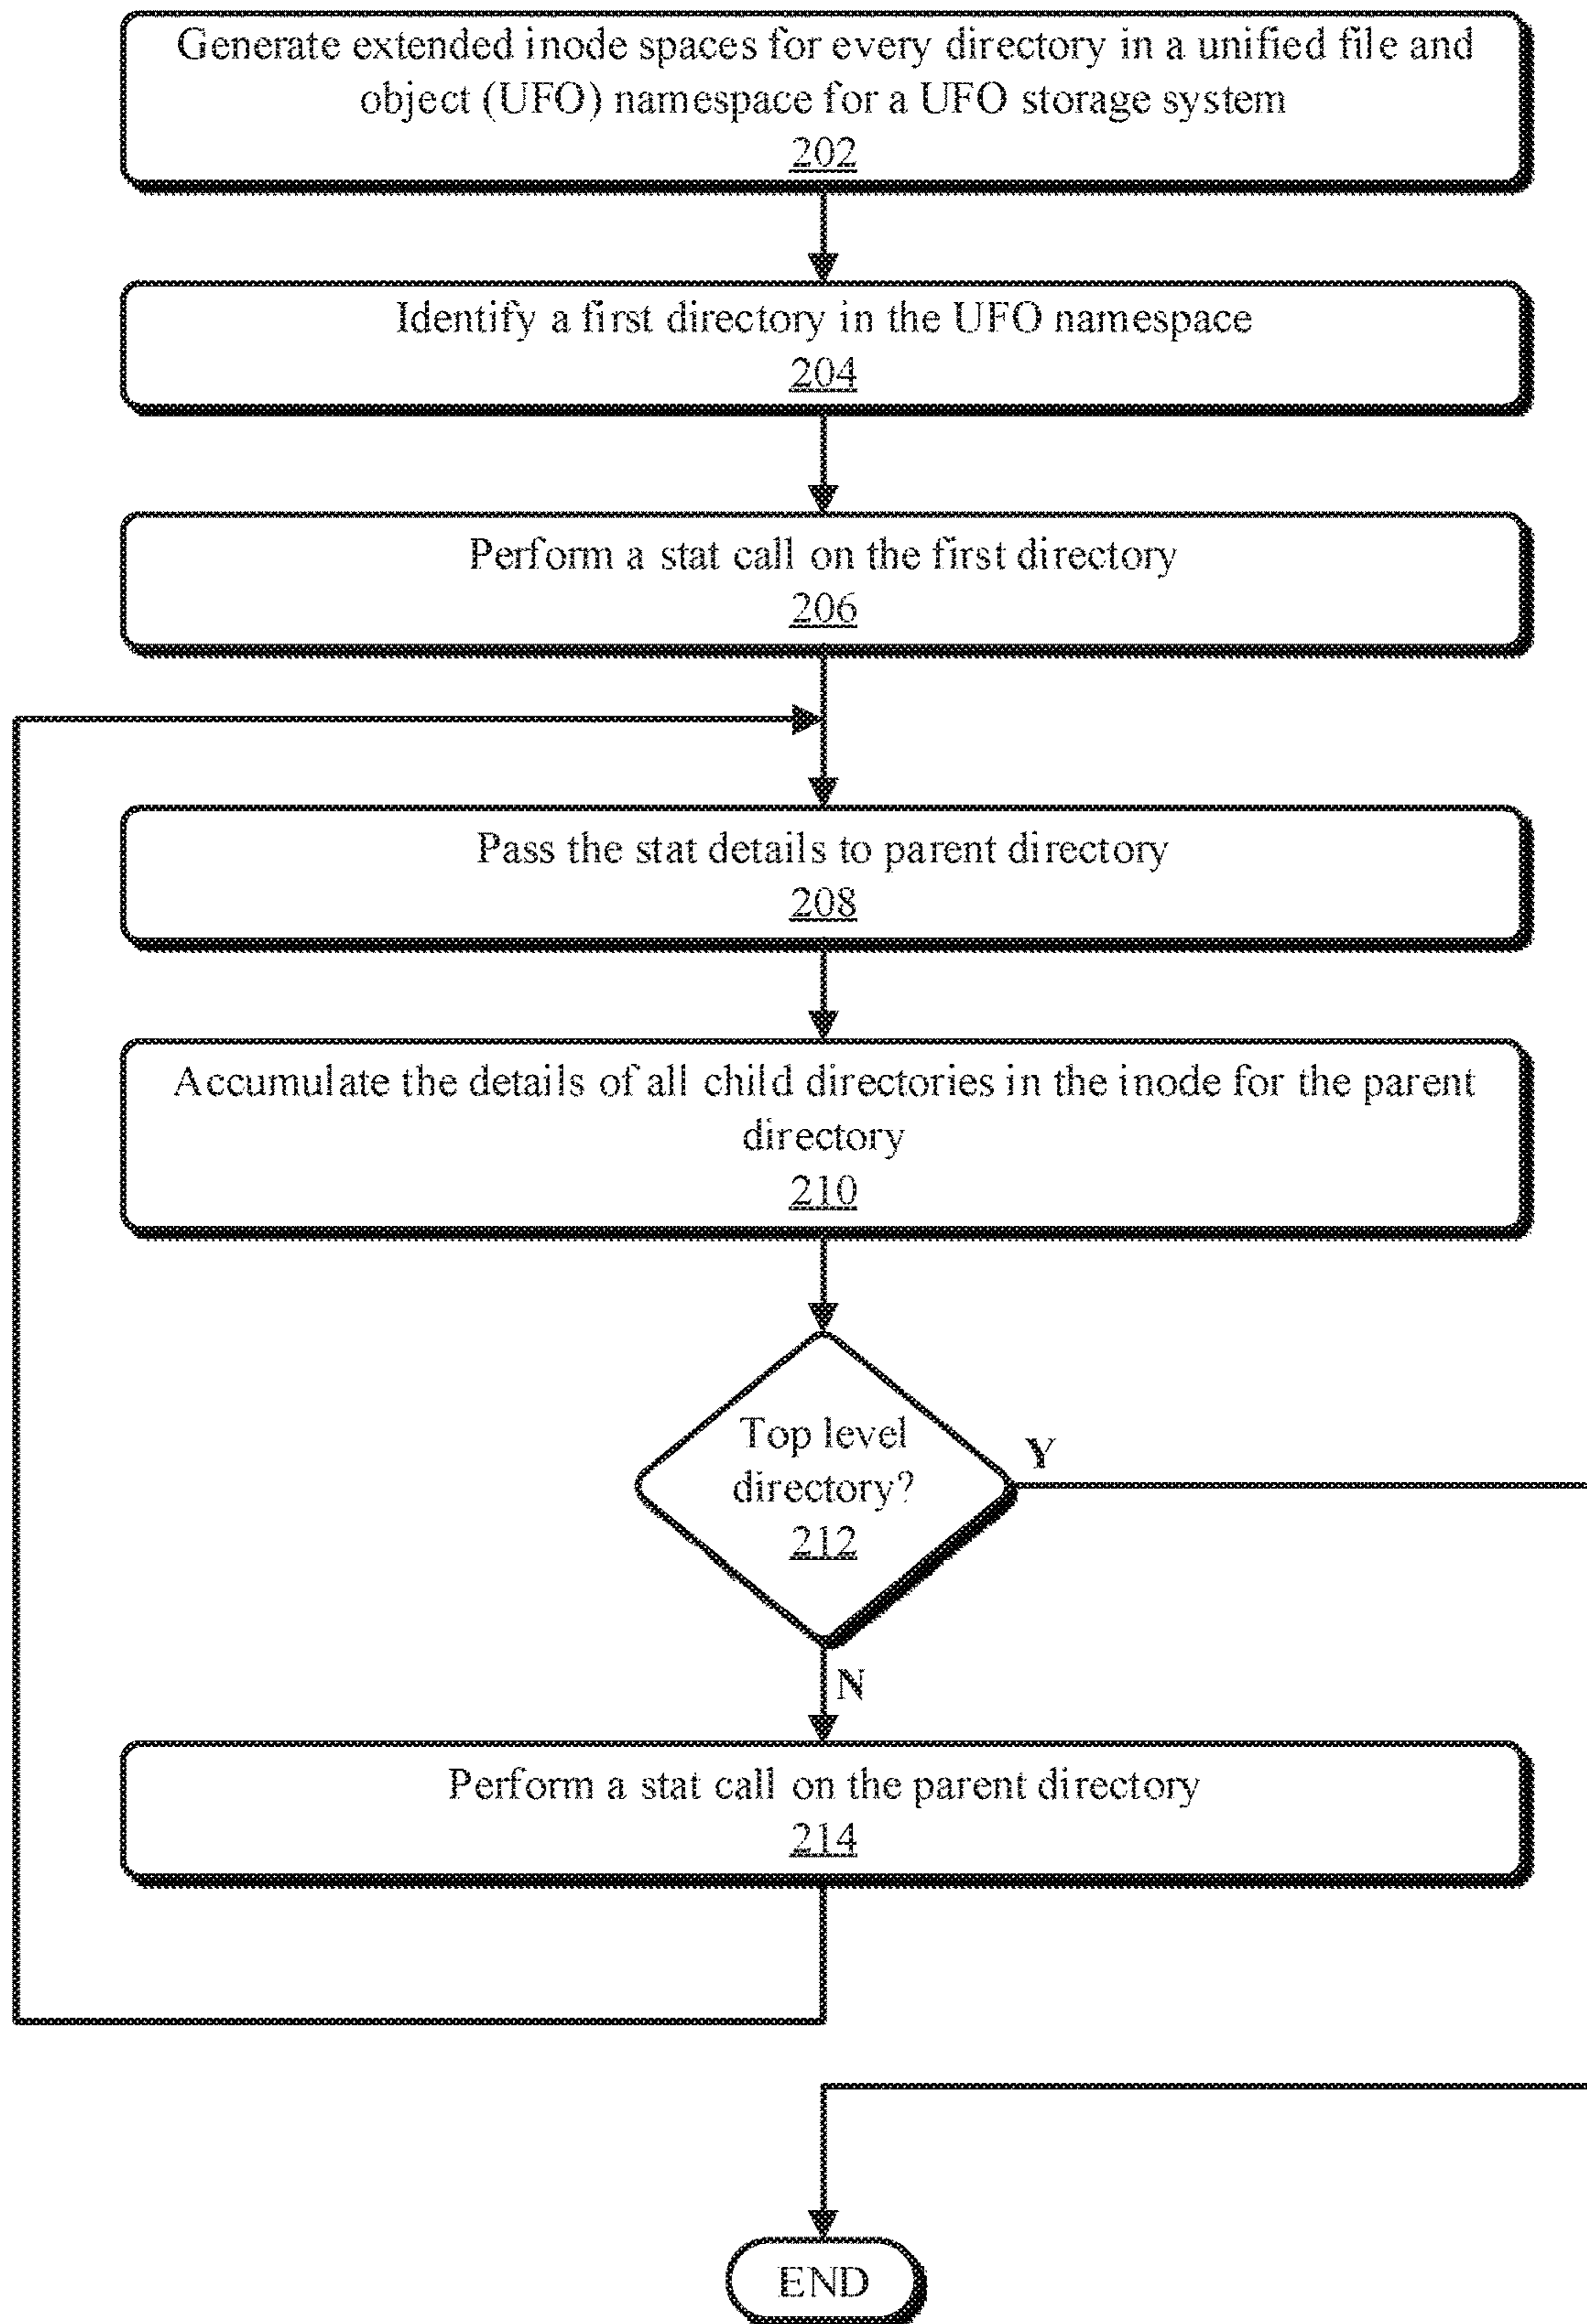 Generate extended inode spaces for every directory in a unified file and
object (UFO) namespace for a UFO storage system
202
Identify a first directory in the UFO namespace
204
Perform a stat call on the first directory
206
Pass the stat details to parent directory
208
Accumulate the details of all child directories in the inode for the parent
directory
210
Top level
directory?
212
Y
N
Perform a stat call on the parent directory
214
END